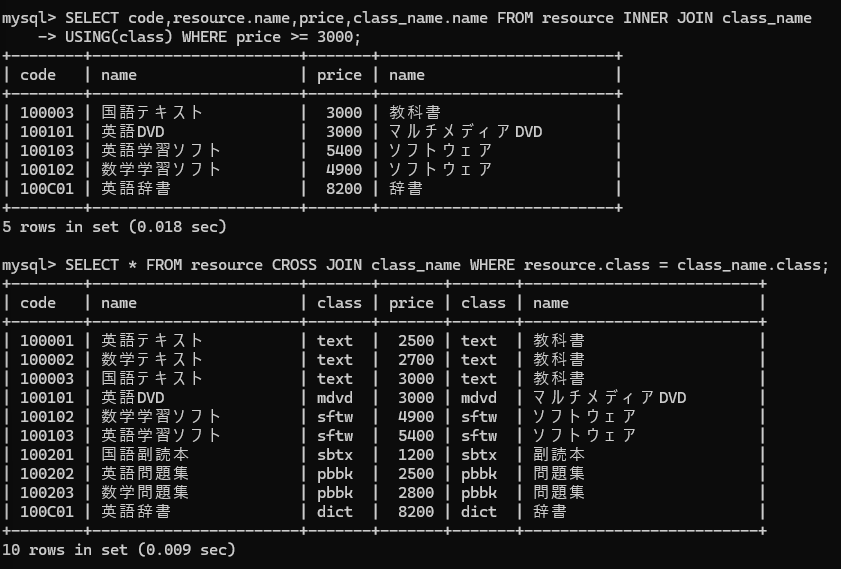 mysql> SELECT code,resource.name,price,class_name.name FROM resource INNER JOIN class_name
    -> USING(class) WHERE price >= 3000;
+--------+-----------------------+-------+--------------------------+
| code   | name                  | price | name                     |
+--------+-----------------------+-------+--------------------------+
| 100003 | 国語テキスト          |  3000 | 教科書                   |
| 100101 | 英語DVD               |  3000 | マルチメディアDVD        |
| 100103 | 英語学習ソフト        |  5400 | ソフトウェア             |
| 100102 | 数学学習ソフト        |  4900 | ソフトウェア             |
| 100C01 | 英語辞書              |  8200 | 辞書                     |
+--------+-----------------------+-------+--------------------------+
5 rows in set (0.018 sec)

mysql> SELECT * FROM resource CROSS JOIN class_name WHERE resource.class = class_name.class;
+--------+-----------------------+-------+-------+-------+--------------------------+
| code   | name                  | class | price | class | name                     |
+--------+-----------------------+-------+-------+-------+--------------------------+
| 100001 | 英語テキスト          | text  |  2500 | text  | 教科書                   |
| 100002 | 数学テキスト          | text  |  2700 | text  | 教科書                   |
| 100003 | 国語テキスト          | text  |  3000 | text  | 教科書                   |
| 100101 | 英語DVD               | mdvd  |  3000 | mdvd  | マルチメディアDVD        |
| 100102 | 数学学習ソフト        | sftw  |  4900 | sftw  | ソフトウェア             |
| 100103 | 英語学習ソフト        | sftw  |  5400 | sftw  | ソフトウェア             |
| 100201 | 国語副読本            | sbtx  |  1200 | sbtx  | 副読本                   |
| 100202 | 英語問題集            | pbbk  |  2500 | pbbk  | 問題集                   |
| 100203 | 数学問題集            | pbbk  |  2800 | pbbk  | 問題集                   |
| 100C01 | 英語辞書              | dict  |  8200 | dict  | 辞書                     |
+--------+-----------------------+-------+-------+-------+--------------------------+
10 rows in set (0.009 sec)